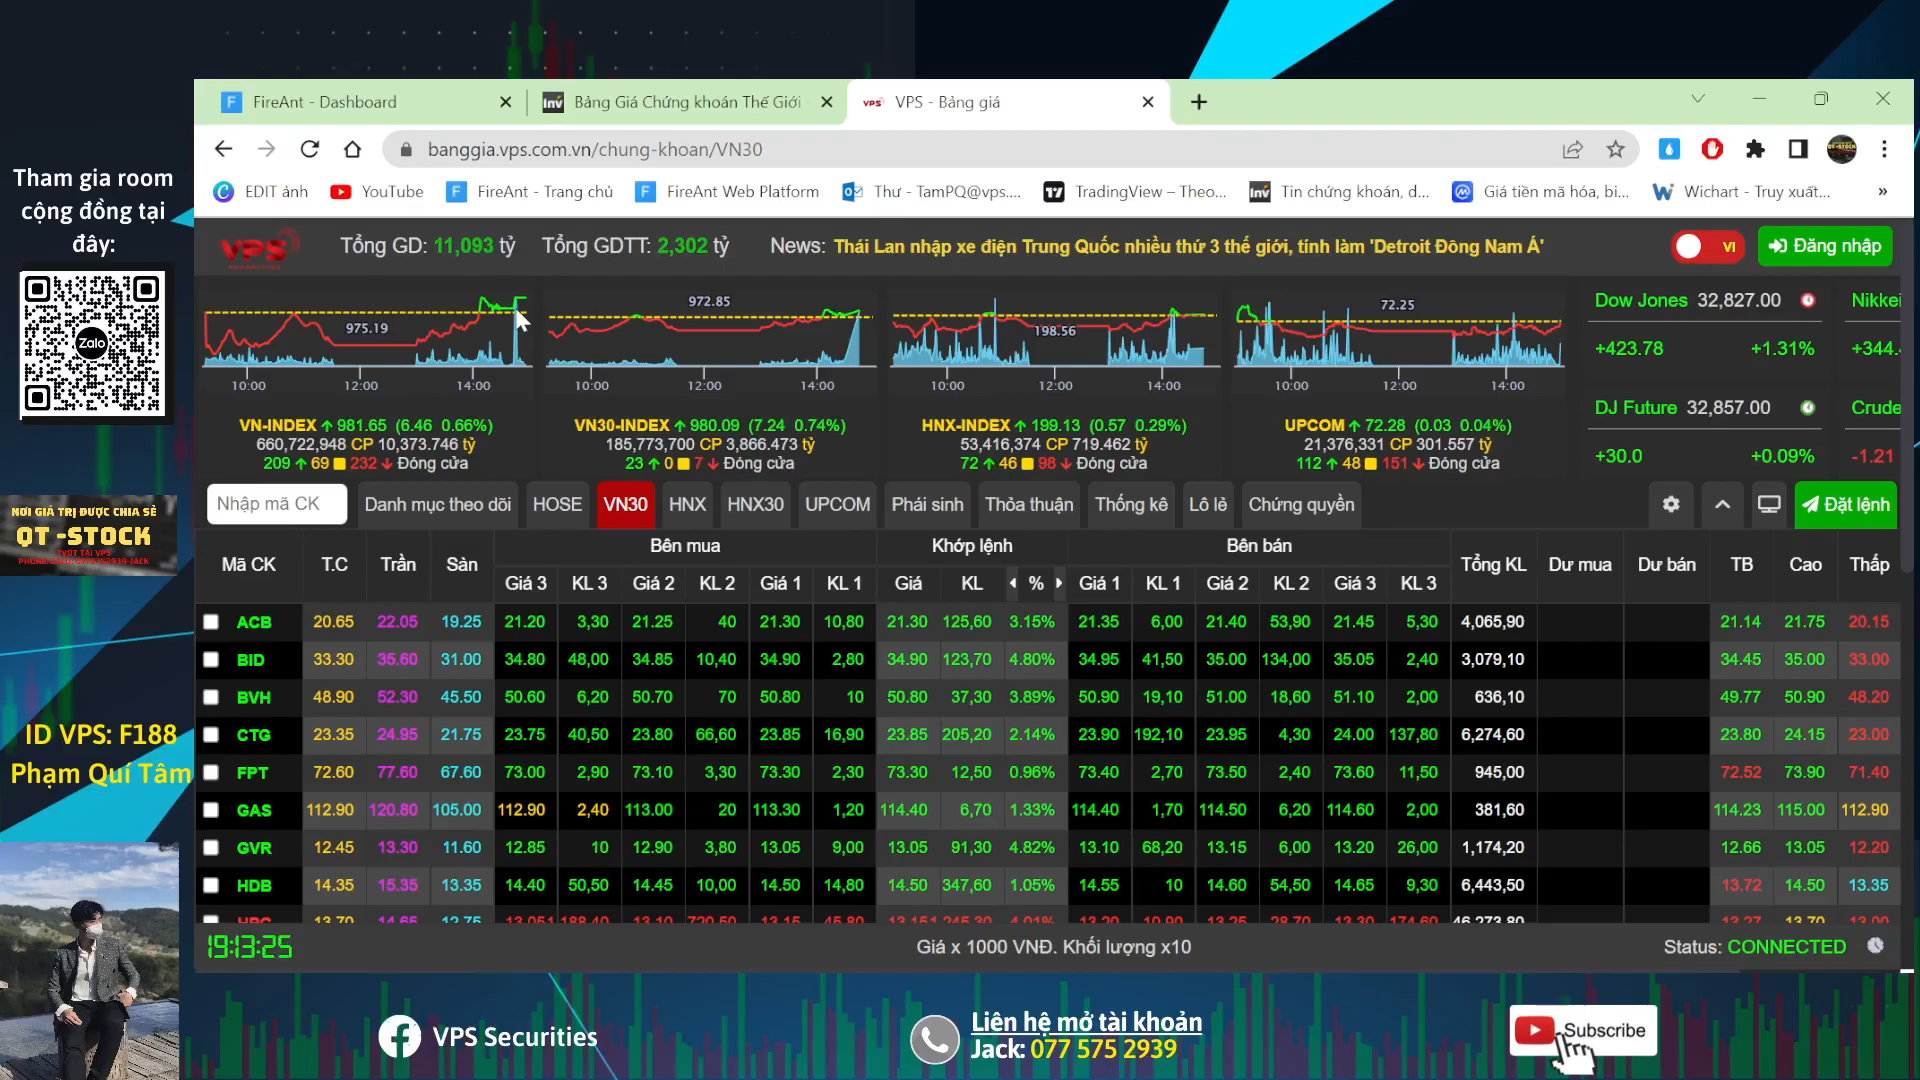 FireAnt - Dashboard
Bảng Giá Chứng khoán Thế Giới
VPS - Bảng giá
banggia.vps.com.vn/chung-khoan/VN30
EDIT ảnh
YouTube
FireAnt - Trang chủ
FireAnt Web Platform
Thư - TamPQ@vps....
TradingView – Theo...
Tin chứng khoán, d...
Giá tiền mã hóa, bi...
Wichart - Truy xuất...
Tham gia room
cộng đồng tại
đây:
Zalo
NƠI GIÁ TRỊ ĐƯỢC CHIA SẺ
QT -STOCK
TVDT TẠI VPS
ID VPS: F188
Phạm Quí Tâm
VPS
Tổng GD: 11,093 tỷ
Tổng GDTT: 2,302 tỷ
News: Thái Lan nhập xe điện Trung Quốc nhiều thứ 3 thế giới, tính làm 'Detroit Đông Nam Á'
VI
Đăng nhập
975.19
10:00 12:00 14:00
VN-INDEX 981.65 (6.46 0.66%)
660,722,948 CP 10,373.746 tỷ
209 69 232 Đóng cửa
972.85
10:00 12:00 14:00
VN30-INDEX 980.09 (7.24 0.74%)
185,773,700 CP 3,866.473 tỷ
23 0 7 Đóng cửa
198.56
10:00 12:00 14:00
HNX-INDEX 199.13 (0.57 0.29%)
53,416,374 CP 719.462 tỷ
72 46 98 Đóng cửa
72.25
10:00 12:00 14:00
UPCOM 72.28 (0.03 0.04%)
21,376,331 CP 301.557 tỷ
112 48 151 Đóng cửa
Dow Jones 32,827.00
+423.78 +1.31%
DJ Future 32,857.00
+30.0 +0.09%
Nikkei
+344.
Crude
-1.21
Nhập mã CK Danh mục theo dõi HOSE VN30 HNX HNX30 UPCOM Phái sinh Thỏa thuận Thống kê Lô lẻ Chứng quyền Đặt lệnh
Mã CK T.C Trần Sàn Bên mua Khớp lệnh Bên bán Tổng KL Dư mua Dư bán TB Cao Thấp
Giá 3 KL 3 Giá 2 KL 2 Giá 1 KL 1 Giá KL % Giá 1 KL 1 Giá 2 KL 2 Giá 3 KL 3
ACB 20.65 22.05 19.25 21.20 3,30 21.25 40 21.30 10,80 21.30 125,60 3.15% 21.35 6,00 21.40 53,90 21.45 5,30 4,065,90 21.14 21.75 20.15
BID 33.30 35.60 31.00 34.80 48,00 34.85 10,40 34.90 2,80 34.90 123,70 4.80% 34.95 41,50 35.00 134,00 35.05 2,40 3,079,10 34.45 35.00 33.00
BVH 48.90 52.30 45.50 50.60 6,20 50.70 70 50.80 10 50.80 37,30 3.89% 50.90 19,10 51.00 18,60 51.10 2,00 636,10 49.77 50.90 48.20
CTG 23.35 24.95 21.75 23.75 40,50 23.80 66,60 23.85 16,90 23.85 205,20 2.14% 23.90 192,10 23.95 4,30 24.00 137,80 6,274,60 23.80 24.15 23.00
FPT 72.60 77.60 67.60 73.00 2,90 73.10 3,30 73.30 2,30 73.30 12,50 0.96% 73.40 2,70 73.50 2,40 73.60 11,50 945,00 72.52 73.90 71.40
GAS 112.90 120.80 105.00 112.90 2,40 113.00 20 113.30 1,20 114.40 6,70 1.33% 114.40 1,70 114.50 6,20 114.60 2,00 381,60 114.23 115.00 112.90
GVR 12.45 13.30 11.60 12.85 10 12.90 3,80 13.05 9,00 13.05 91,30 4.82% 13.10 68,20 13.15 6,00 13.20 26,00 1,174,20 12.66 13.05 12.20
HDB 14.35 15.35 13.35 14.40 50,50 14.45 10,00 14.50 14,80 14.50 347,60 1.05% 14.55 10 14.60 54,50 14.65 9,30 6,443,50 13.72 14.50 13.35
19:13:25
Giá x 1000 VNĐ. Khối lượng x10
Status: CONNECTED
VPS Securities
Liên hệ mở tài khoản
Jack: 077 575 2939
Subscribe